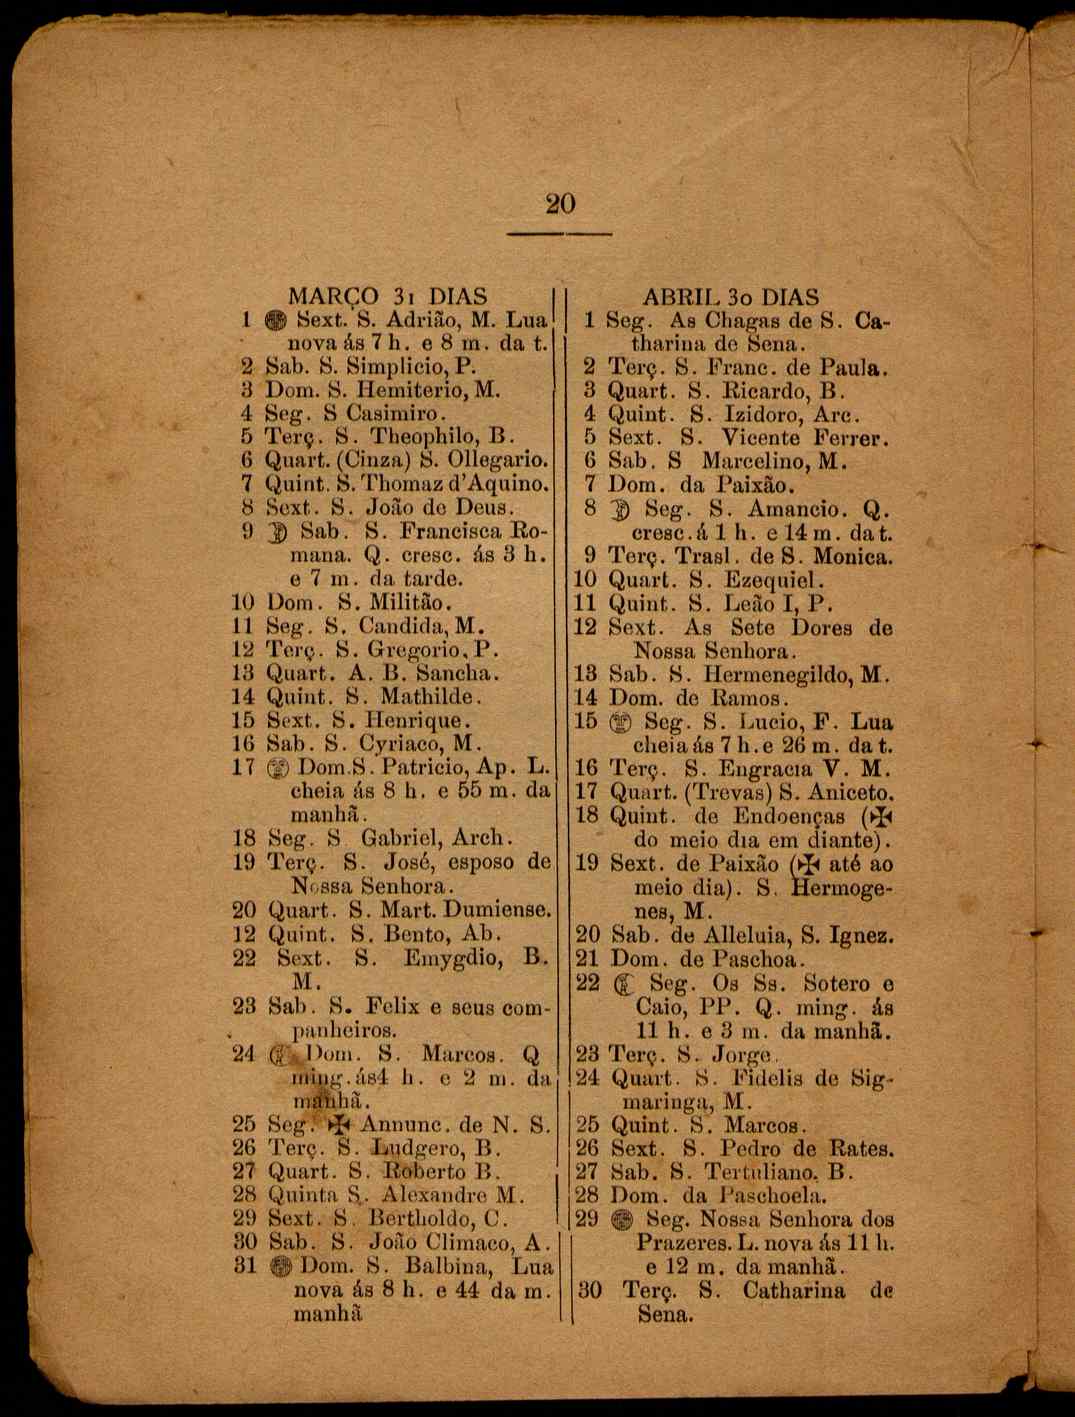 20
MARÇO 31 DIAS
1 Sext. S. Adrião, M. Lua
nova ás 7 h. e 8 m. da t.
2 Sab. S. Simplicio, P.
3 Dom. S. Hemiterio, M.
4 Seg. S Casimiro.
5 Terç. S. Theophilo, B.
6 Quart. (Cinza) S. Ollegario.
7 Quint. S. Thomaz d'Aquino.
8 Sext. S. João de Deus.
9 Sab. S. Francisca Ro-
mana. Q. cresc. ás 3 h.
e 7 m. da tarde.
10 Dom. S. Militão.
11 Seg. S. Candida, M.
12 Terç. S. Gregorio, P.
13 Quart. A. B. Sancha.
14 Quint. S. Mathilde.
15 Sext. S. Henrique.
16 Sab. S. Cyriaco, M.
17 Dom. S. Patricio, Ap. L.
cheia ás 8 h. e 55 m. da
manhã.
18 Seg. S Gabriel, Arch.
19 Terç. S. José, esposo de
Nossa Senhora.
20 Quart. S. Mart. Dumiense.
12 Quint. S. Bento, Ab.
22 Sext. S. Emygdio, B.
M.
23 Sab. S. Felix e seus com-
panheiros.
24 Dom. S. Marcos. Q
ming. ás4 h. e 2 m. da
manhã.
25 Seg. ✠ Annunc. de N. S.
26 Terç. S. Ludgero, B.
27 Quart. S. Roberto B.
28 Quinta S. Alexandre M.
29 Sext. S. Bertholdo, C.
30 Sab. S. João Climaco, A.
31 Dom. S. Balbina, Lua
nova ás 8 h. e 44 da m.
manhã
ABRIL 30 DIAS
1 Seg. As Chagas de S. Ca-
tharina de Sena.
2 Terç. S. Franc. de Paula.
3 Quart. S. Ricardo, B.
4 Quint. S. Izidoro, Arc.
5 Sext. S. Vicente Ferrer.
6 Sab. S Marcelino, M.
7 Dom. da Paixão.
8 Seg. S. Amancio. Q.
cresc. á 1 h. e 14 m. da t.
9 Terç. Trasl. de S. Monica.
10 Quart. S. Ezequiel.
11 Quint. S. Leão I, P.
12 Sext. As Sete Dores de
Nossa Senhora.
13 Sab. S. Hermenegildo, M.
14 Dom. de Ramos.
15 Seg. S. Lucio, F. Lua
cheia ás 7 h. e 26 m. da t.
16 Terç. S. Engracia V. M.
17 Quart. (Trevas) S. Aniceto.
18 Quint. de Endoenças (✠
do meio dia em diante).
19 Sext. de Paixão (✠ até ao
meio dia). S. Hermoge-
nes, M.
20 Sab. de Alleluia, S. Ignez.
21 Dom. de Paschoa.
22 Seg. Os Ss. Sotero e
Caio, PP. Q. ming. ás
11 h. e 3 m. da manhã.
23 Terç. S. Jorge.
24 Quart. S. Fidelis de Sig-
maringa, M.
25 Quint. S. Marcos.
26 Sext. S. Pedro de Rates.
27 Sab. S. Tertuliano, B.
28 Dom. da Paschoela.
29 Seg. Nossa Senhora dos
Prazeres. L. nova ás 11 h.
e 12 m. da manhã.
30 Terç. S. Catharina de
Sena.